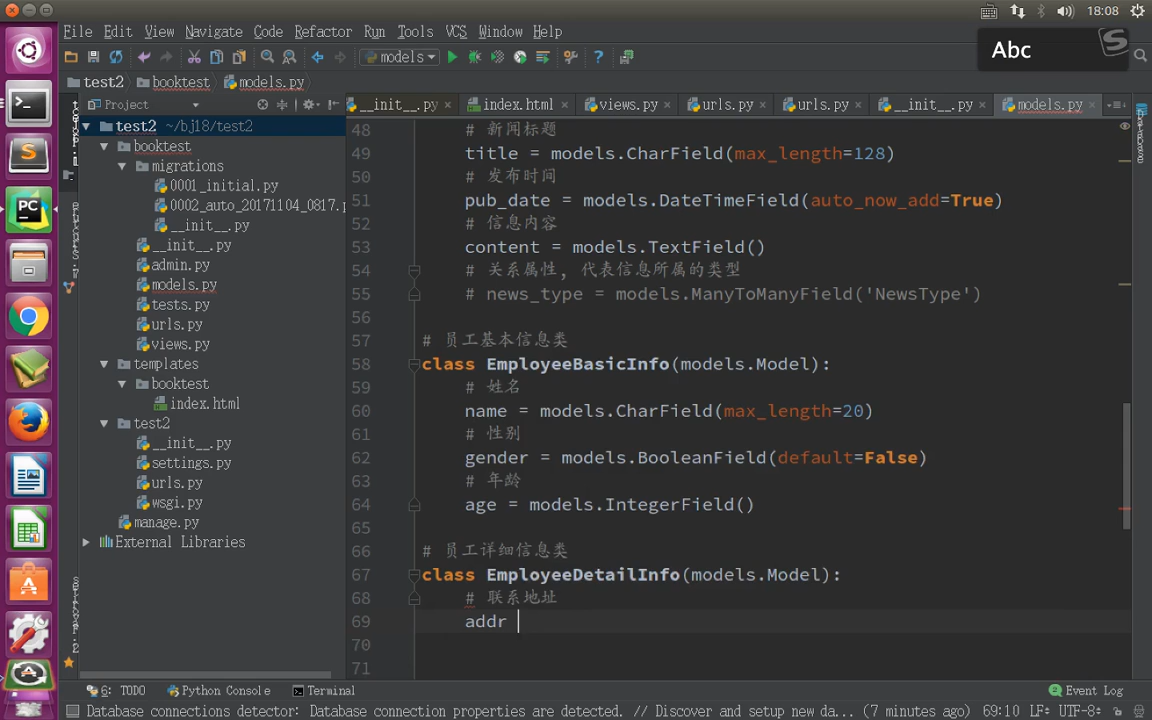 18:08
File Edit View Navigate Code Refactor Run Tools VCS Window Help
Abc
models
test2 booktest models.py
Project
__init__.py index.html views.py urls.py urls.py __init__.py models.py
test2 ~/bj18/test2
booktest
migrations
0001_initial.py
0002_auto_20171104_0817.p
__init__.py
__init__.py
admin.py
models.py
tests.py
urls.py
views.py
templates
booktest
index.html
test2
__init__.py
settings.py
urls.py
wsgi.py
manage.py
External Libraries
48 # 新闻标题
49 title = models.CharField(max_length=128)
50 # 发布时间
51 pub_date = models.DateTimeField(auto_now_add=True)
52 # 信息内容
53 content = models.TextField()
54 # 关系属性, 代表信息所属的类型
55 # news_type = models.ManyToManyField('NewsType')
56
57 # 员工基本信息类
58 class EmployeeBasicInfo(models.Model):
59 # 姓名
60 name = models.CharField(max_length=20)
61 # 性别
62 gender = models.BooleanField(default=False)
63 # 年龄
64 age = models.IntegerField()
65
66 # 员工详细信息类
67 class EmployeeDetailInfo(models.Model):
68 # 联系地址
69 addr
70
71
6: TODO Python Console Terminal Event Log
Database connections detector: Database connection properties are detected. // Discover and setup new da... (7 minutes ago) 69:10 LF÷ UTF-8÷